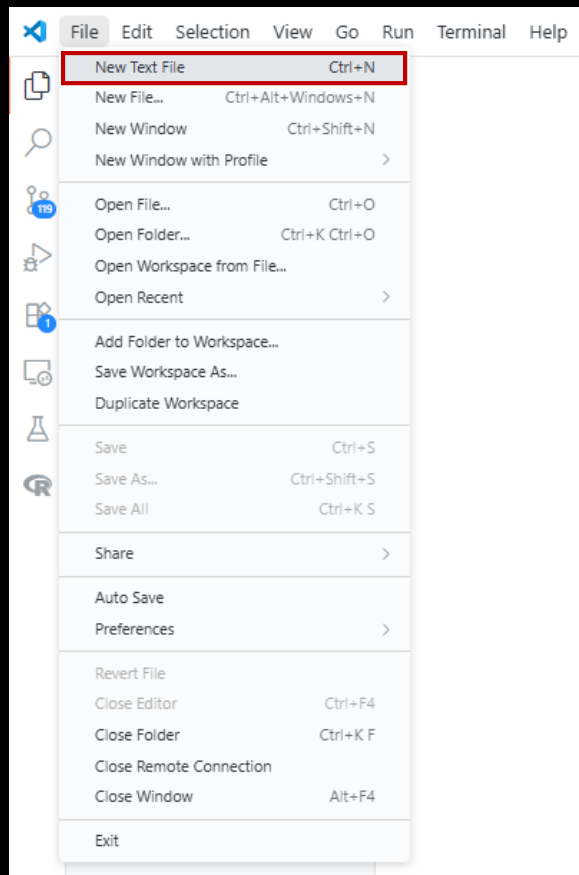 File Edit Selection View Go Run Terminal Help
New Text File Ctrl+N
New File... Ctrl+Alt+Windows+N
New Window Ctrl+Shift+N
New Window with Profile
119
Open File... Ctrl+O
Open Folder... Ctrl+K Ctrl+O
Open Workspace from File...
Open Recent
1
Add Folder to Workspace...
Save Workspace As...
Duplicate Workspace
Save Ctrl+S
Save As... Ctrl+Shift+S
R
Save All Ctrl+K S
Share
Auto Save
Preferences
Revert File
Close Editor Ctrl+F4
Close Folder Ctrl+K F
Close Remote Connection
Close Window Alt+F4
Exit